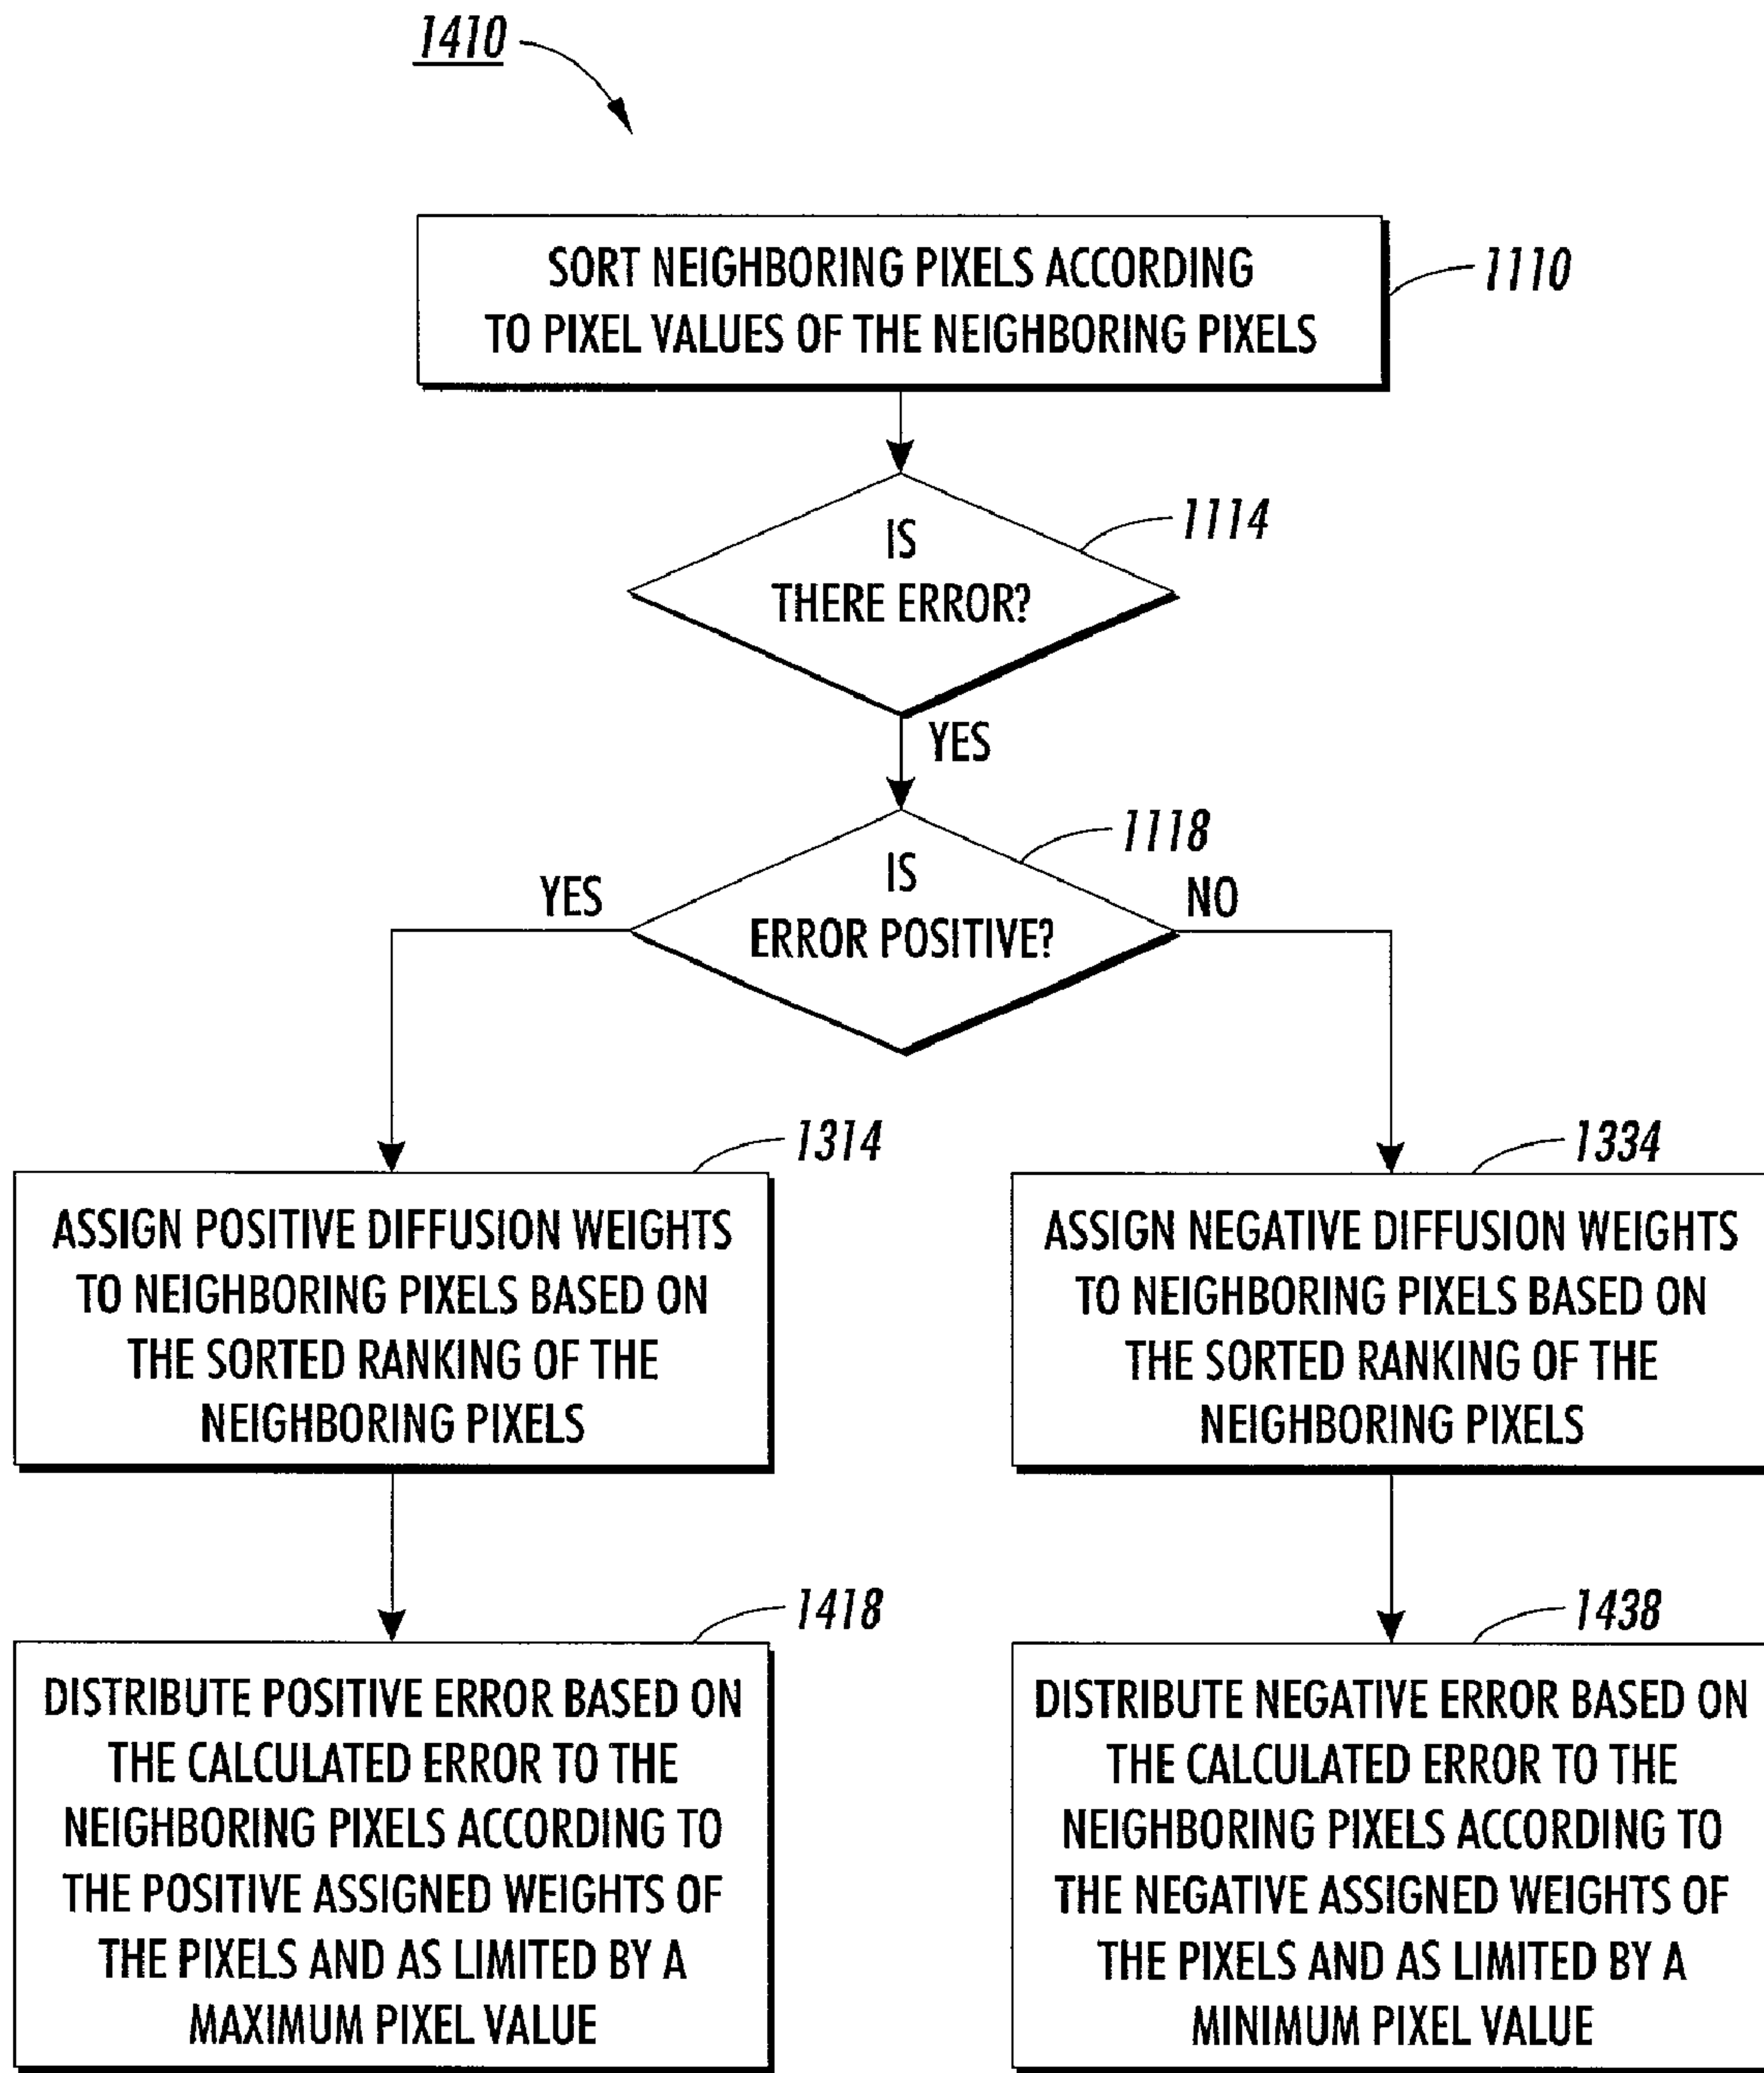 1410
SORT NEIGHBORING PIXELS ACCORDING
TO PIXEL VALUES OF THE NEIGHBORING PIXELS
1110
IS
THERE ERROR?
1114
YES
IS
ERROR POSITIVE?
1118
YES
NO
ASSIGN POSITIVE DIFFUSION WEIGHTS
TO NEIGHBORING PIXELS BASED ON
THE SORTED RANKING OF THE
NEIGHBORING PIXELS
1314
ASSIGN NEGATIVE DIFFUSION WEIGHTS
TO NEIGHBORING PIXELS BASED ON
THE SORTED RANKING OF THE
NEIGHBORING PIXELS
1334
DISTRIBUTE POSITIVE ERROR BASED ON
THE CALCULATED ERROR TO THE
NEIGHBORING PIXELS ACCORDING TO
THE POSITIVE ASSIGNED WEIGHTS OF
THE PIXELS AND AS LIMITED BY A
MAXIMUM PIXEL VALUE
1418
DISTRIBUTE NEGATIVE ERROR BASED ON
THE CALCULATED ERROR TO THE
NEIGHBORING PIXELS ACCORDING TO
THE NEGATIVE ASSIGNED WEIGHTS OF
THE PIXELS AND AS LIMITED BY A
MINIMUM PIXEL VALUE
1438